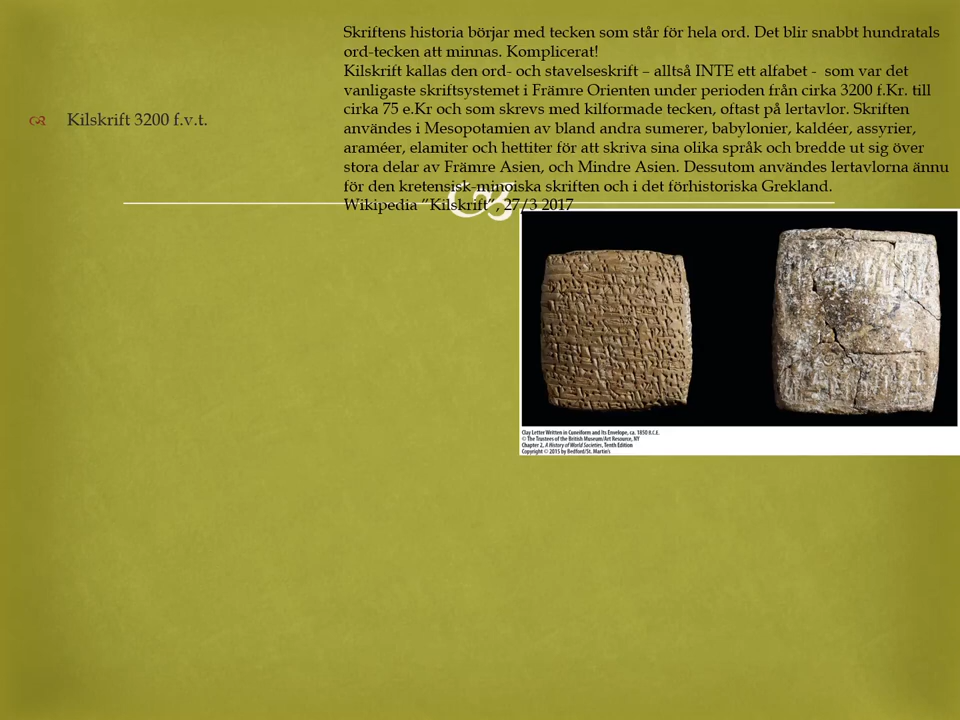 Skriftens historia börjar med tecken som står för hela ord. Det blir snabbt hundratals
ord-tecken att minnas. Komplicerat!
Kilskrift kallas den ord- och stavelseskrift – alltså INTE ett alfabet -  som var det
vanligaste skriftsystemet i Främre Orienten under perioden från cirka 3200 f.Kr. till
cirka 75 e.Kr och som skrevs med kilformade tecken, oftast på lertavlor. Skriften
användes i Mesopotamien av bland andra sumerer, babylonier, kaldéer, assyrier,
araméer, elamiter och hettiter för att skriva sina olika språk och bredde ut sig över
stora delar av Främre Asien, och Mindre Asien. Dessutom användes lertavlorna ännu
för den kretensisk-minoiska skriften och i det förhistoriska Grekland.
Wikipedia ”Kilskrift”, 27/3 2017
Kilskrift 3200 f.v.t.
Clay Letter Written in Cuneiform and Its Envelope, ca. 1850 B.C.E.
© The Trustees of the British Museum/Art Resource, NY
Chapter 2, A History of World Societies, Tenth Edition
Copyright © 2015 by Bedford/St. Martin's